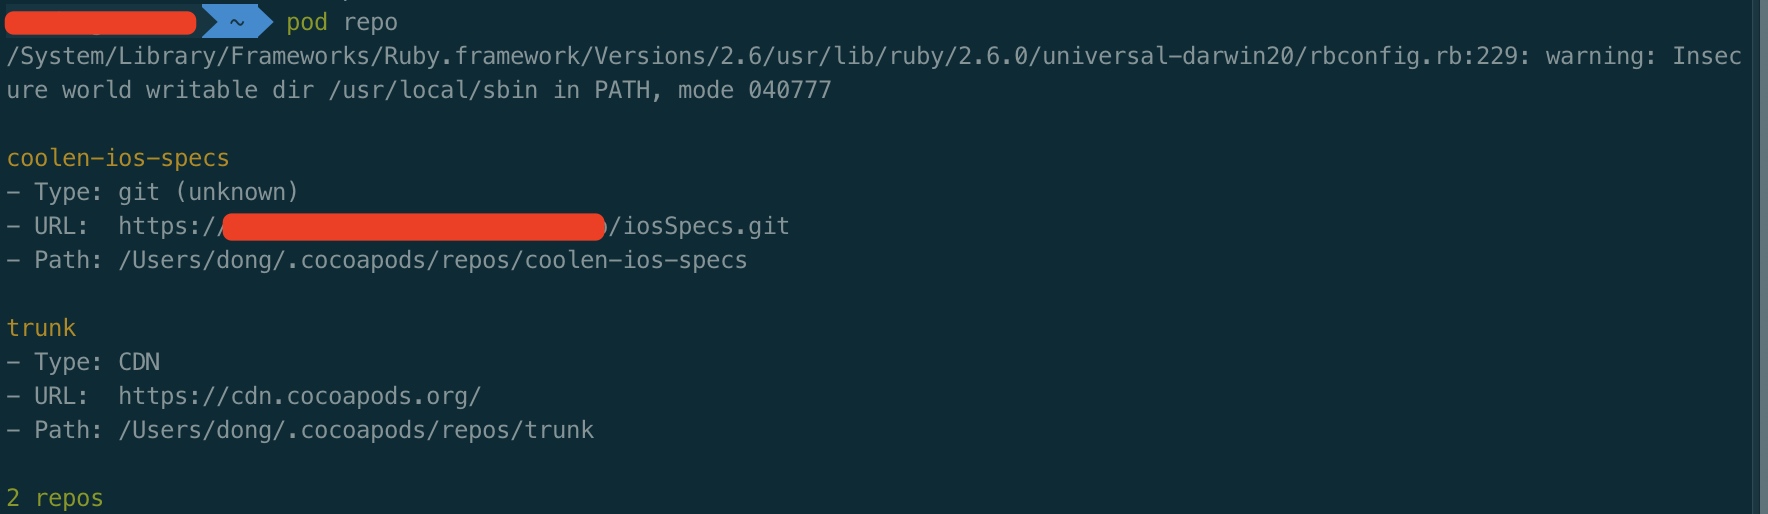 ~ pod repo
/System/Library/Frameworks/Ruby.framework/Versions/2.6/usr/lib/ruby/2.6.0/universal-darwin20/rbconfig.rb:229: warning: Insec
ure world writable dir /usr/local/sbin in PATH, mode 040777
coolen-ios-specs
- Type: git (unknown)
- URL:  https://
/iosSpecs.git
- Path: /Users/dong/.cocoapods/repos/coolen-ios-specs
trunk
- Type: CDN
- URL:  https://cdn.cocoapods.org/
- Path: /Users/dong/.cocoapods/repos/trunk
2 repos